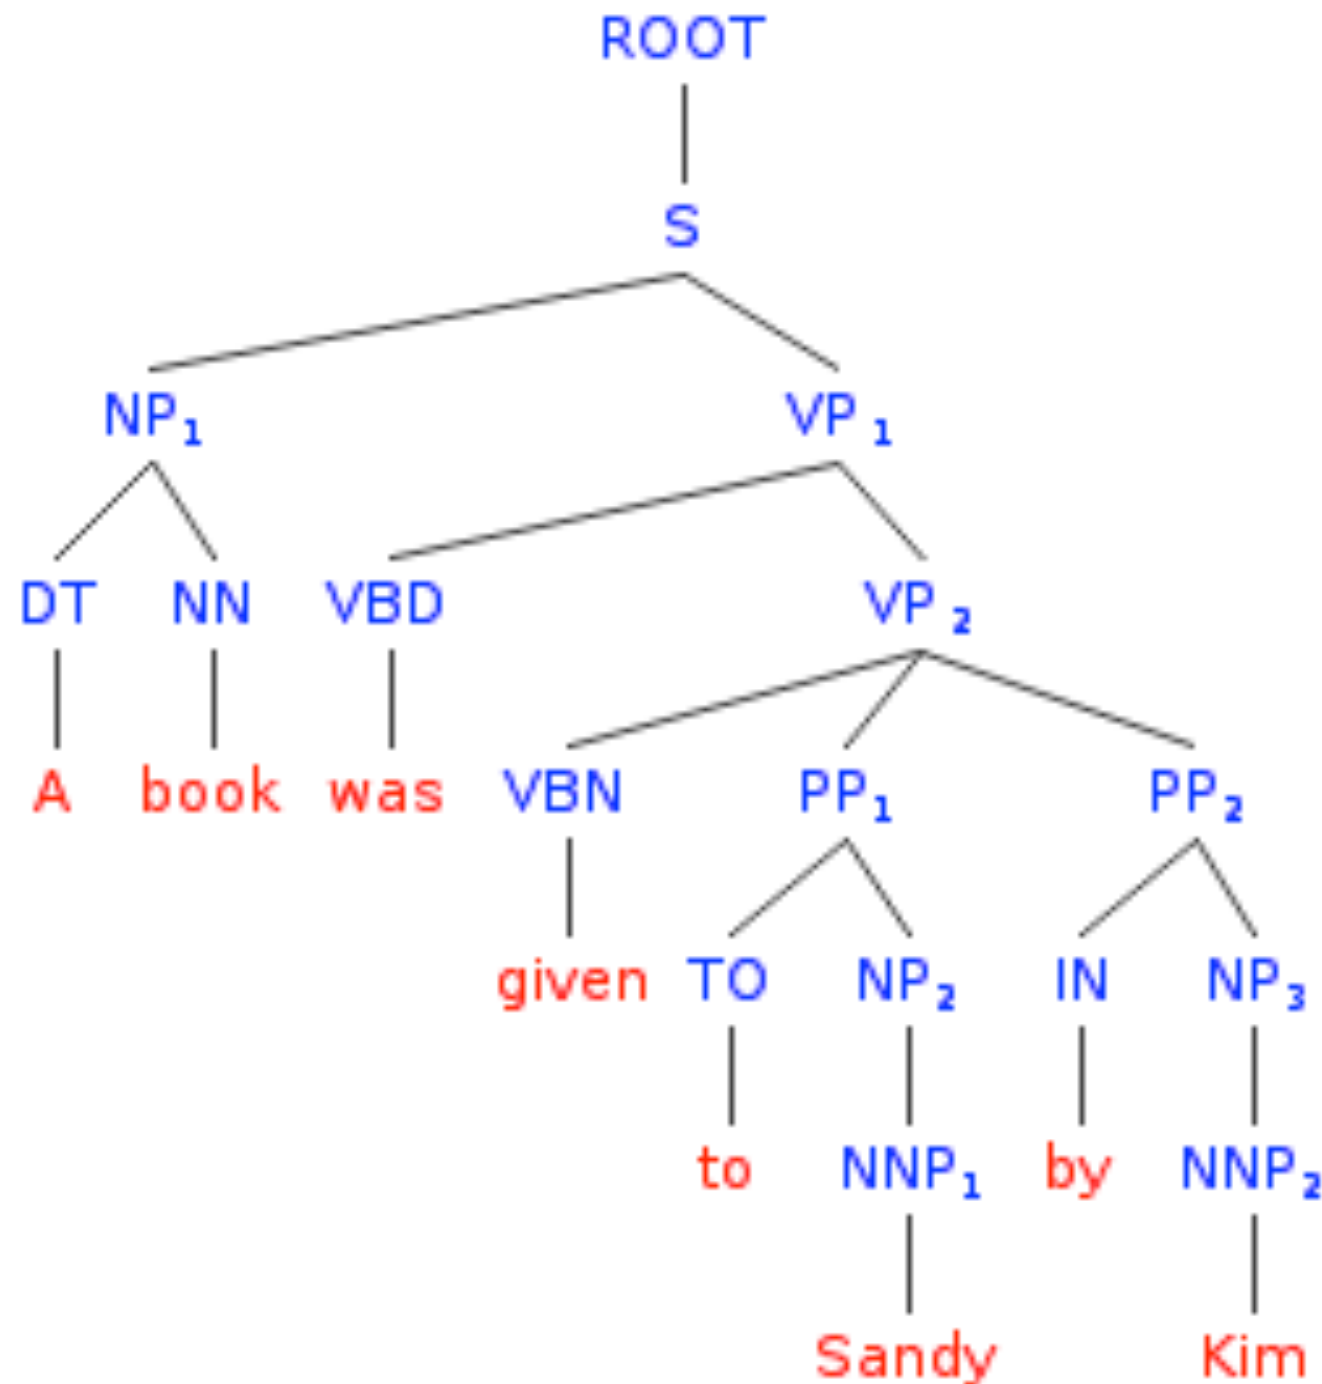 ROOT
S
NP₁ VP₁
DT NN VBD VP₂
A book was VBN PP₁ PP₂
given TO NP₂ IN NP₃
to NNP₁ by NNP₂
Sandy Kim